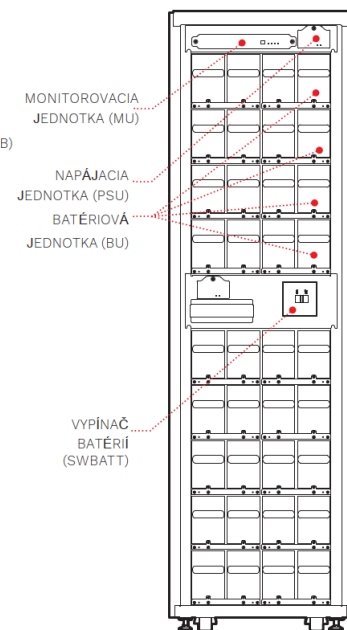 MONITOROVACIA
JEDNOTKA (MU)
B)
NAPÁJACIA
JEDNOTKA (PSU)
BATÉRIOVÁ
JEDNOTKA (BU)
VYPÍNAČ
BATÉRIÍ
(SWBATT)